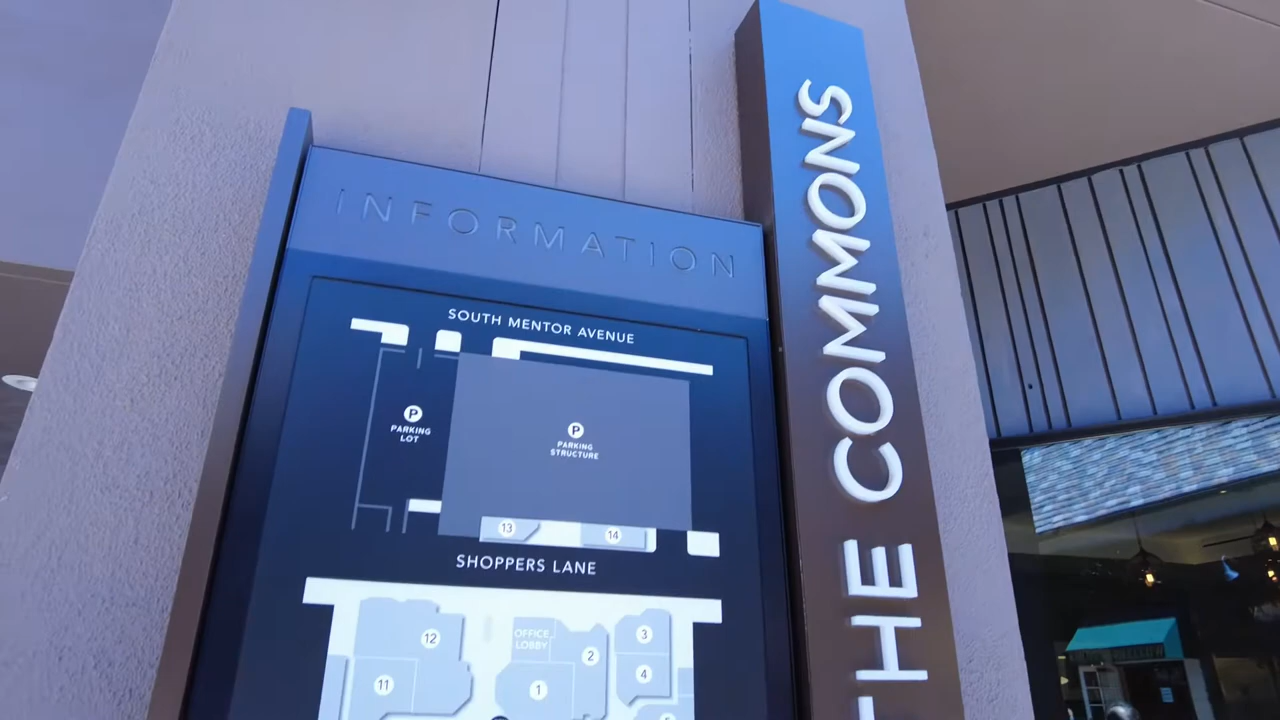 INFORMATION
SOUTH MENTOR AVENUE
P
PARKING
LOT
P
PARKING
STRUCTURE
13
14
SHOPPERS LANE
12
OFFICE
LOBBY
2
3
4
11
1
THE COMMONS